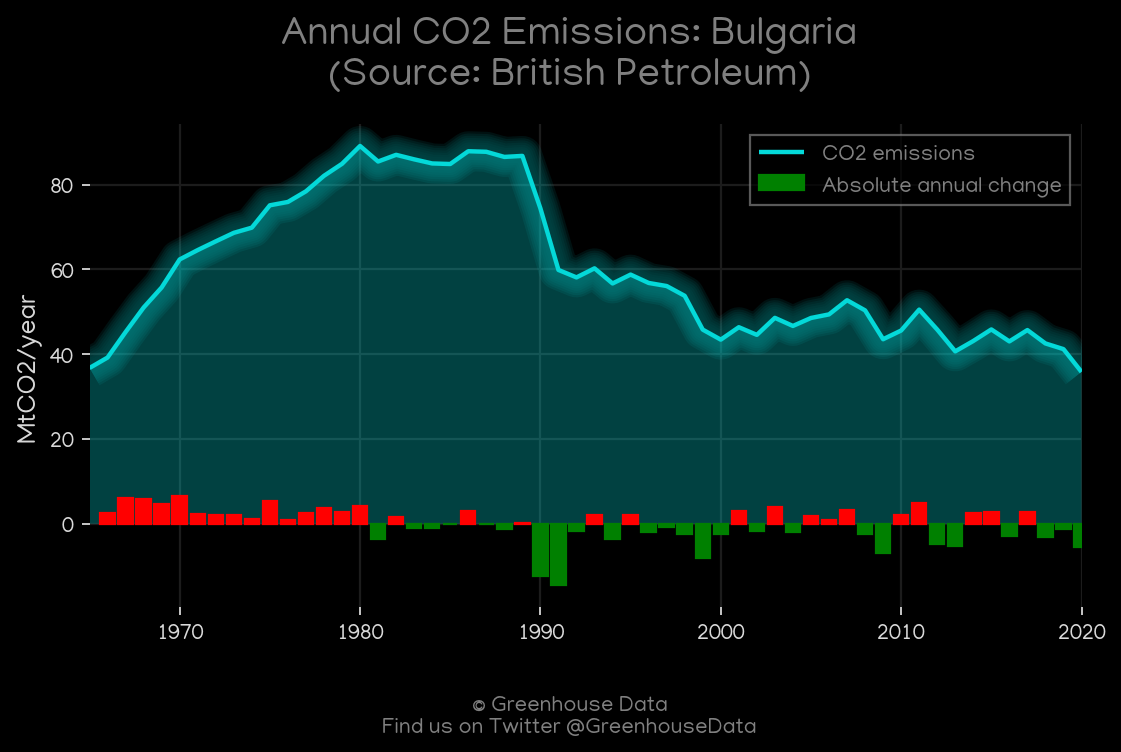 Annual CO2 Emissions: Bulgaria
(Source: British Petroleum)
CO2 emissions
Absolute annual change
MtCO2/year
80
60
40
20
0
1970 1980 1990 2000 2010 2020
© Greenhouse Data
Find us on Twitter @GreenhouseData